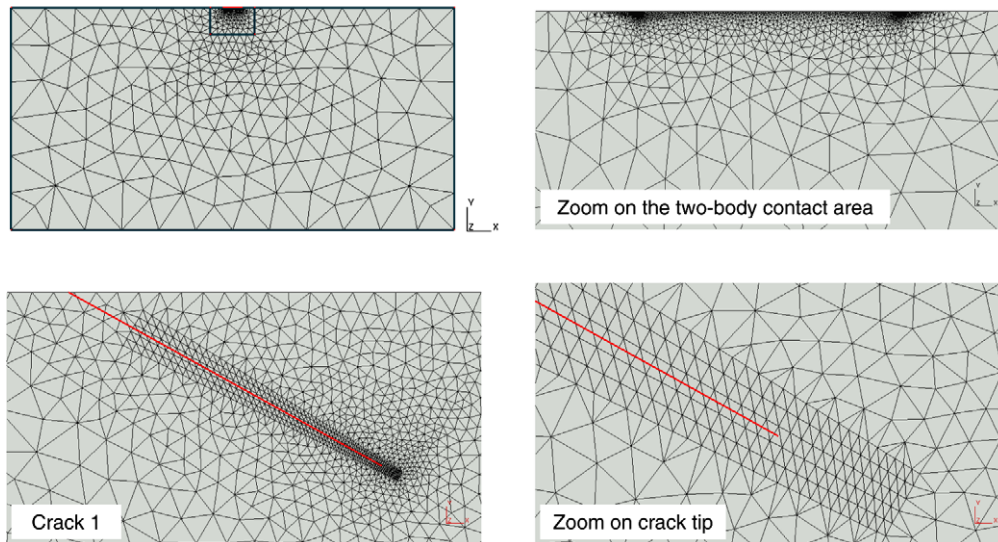 Y
Z X
Y
Z X
Zoom on the two-body contact area
Y
Z X
Crack 1
Y
Z X
Zoom on crack tip